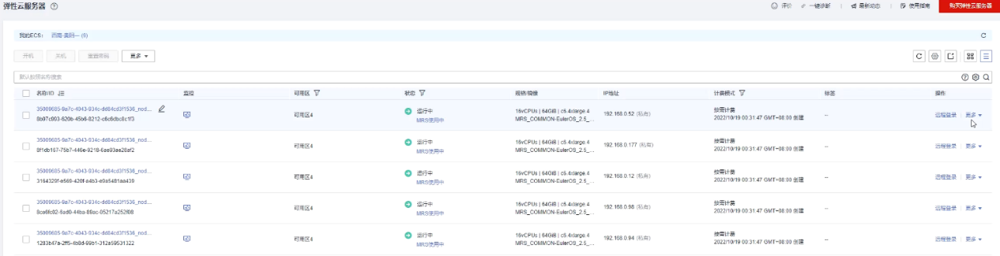 弹性云服务器
评价 一键诊断 最新动态 使用指南 购买弹性云服务器
我的ECS: 西南-贵阳一 (6)
开机 关机 重置密码 更多
默认按照名称搜索
名称/ID 监控 可用区 状态 规格/镜像 IP地址 计费模式 标签 操作
35009685-9a7c-4043-934c-dd84cd3f1536_nod...
8b97c993-620b-45b6-8212-c6c6dbc8c1f3
可用区4
运行中
MRS使用中
16vCPUs | 64GiB | c6.4xlarge.4
MRS_COMMON-EulerOS_2.5_...
192.168.0.52 (私有)
按需计费
2022/10/19 00:31:47 GMT+08:00 创建
--
远程登录 更多
35009685-9a7c-4043-934c-dd84cd3f1536_nod...
8f1db167-75b7-446e-9218-6ae93ae28af2
可用区4
运行中
MRS使用中
16vCPUs | 64GiB | c6.4xlarge.4
MRS_COMMON-EulerOS_2.5_...
192.168.0.177 (私有)
按需计费
2022/10/19 00:31:47 GMT+08:00 创建
--
远程登录 更多
35009685-9a7c-4043-934c-dd84cd3f1536_nod...
3164329f-e569-420f-a4b3-e9a5481aa439
可用区4
运行中
MRS使用中
16vCPUs | 64GiB | c6.4xlarge.4
MRS_COMMON-EulerOS_2.5_...
192.168.0.12 (私有)
按需计费
2022/10/19 00:31:47 GMT+08:00 创建
--
远程登录 更多
35009685-9a7c-4043-934c-dd84cd3f1536_nod...
8ce6fc92-6ad0-44ba-89ac-05217a252f08
可用区4
运行中
MRS使用中
16vCPUs | 64GiB | c6.4xlarge.4
MRS_COMMON-EulerOS_2.5_...
192.168.0.98 (私有)
按需计费
2022/10/19 00:31:47 GMT+08:00 创建
--
远程登录 更多
35009685-9a7c-4043-934c-dd84cd3f1536_nod...
1283b47a-2ff5-4b8d-99b1-312a59531322
可用区4
运行中
MRS使用中
16vCPUs | 64GiB | c6.4xlarge.4
MRS_COMMON-EulerOS_2.5_...
192.168.0.94 (私有)
按需计费
2022/10/19 00:31:47 GMT+08:00 创建
--
远程登录 更多